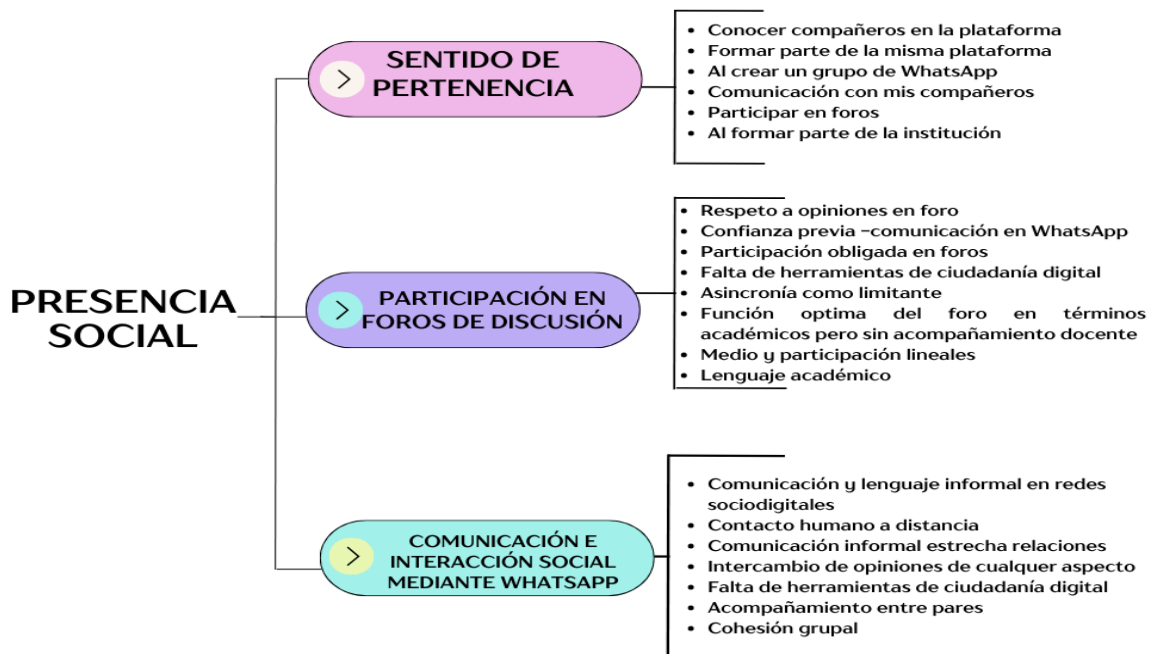 PRESENCIA
SOCIAL
SENTIDO DE
PERTENENCIA
• Conocer compañeros en la plataforma
• Formar parte de la misma plataforma
• Al crear un grupo de WhatsApp
• Comunicación con mis compañeros
• Participar en foros
• Al formar parte de la institución
PARTICIPACIÓN EN
FOROS DE DISCUSIÓN
• Respeto a opiniones en foro
• Confianza previa -comunicación en WhatsApp
• Participación obligada en foros
• Falta de herramientas de ciudadanía digital
• Asincronía como limitante
• Función optima del foro en términos
académicos pero sin acompañamiento docente
• Medio y participación lineales
• Lenguaje académico
COMUNICACIÓN E
INTERACCIÓN SOCIAL
MEDIANTE WHATSAPP
• Comunicación y lenguaje informal en redes
sociodigitales
• Contacto humano a distancia
• Comunicación informal estrecha relaciones
• Intercambio de opiniones de cualquer aspecto
• Falta de herramientas de ciudadanía digital
• Acompañamiento entre pares
• Cohesión grupal